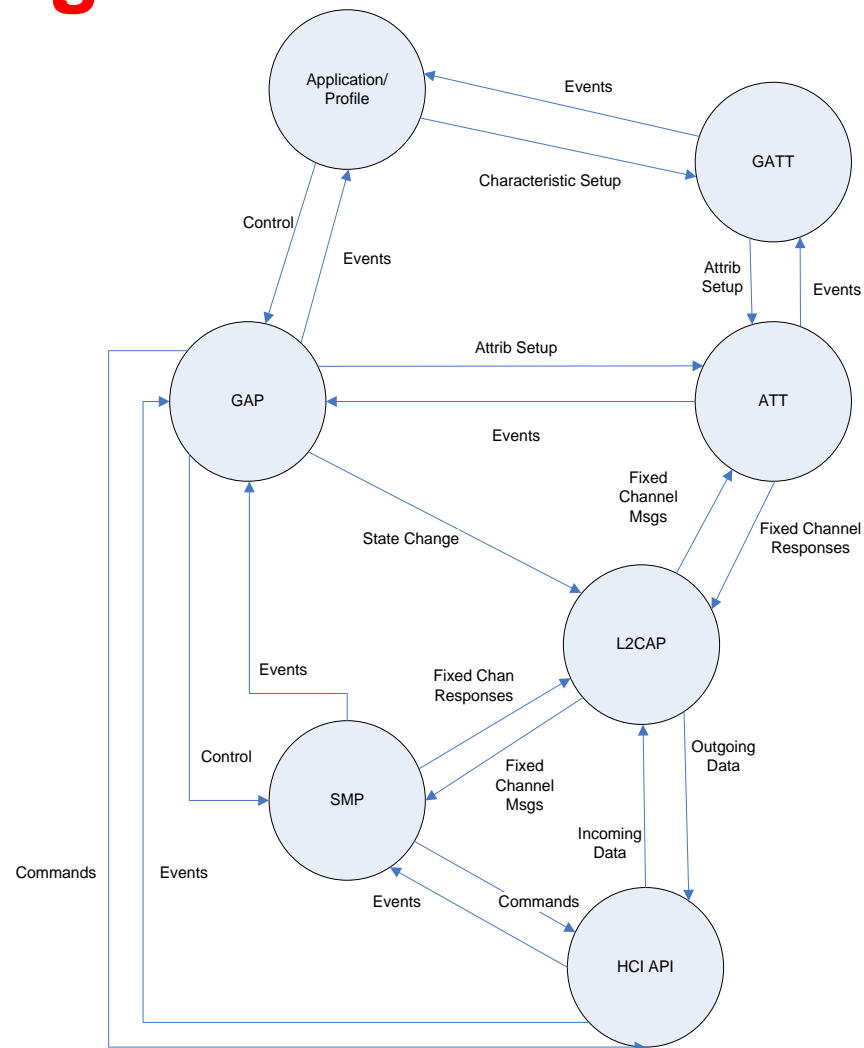 Application/
Profile
Events
GATT
Characteristic Setup
Control
Events
Attrib
Setup
Events
Attrib Setup
GAP
ATT
Events
Fixed
Channel
Msgs
Fixed Channel
Responses
State Change
L2CAP
Events
Fixed Chan
Responses
Outgoing
Data
Control
Fixed
Channel
Msgs
SMP
Incoming
Data
Commands
Events
Events
Commands
HCI API